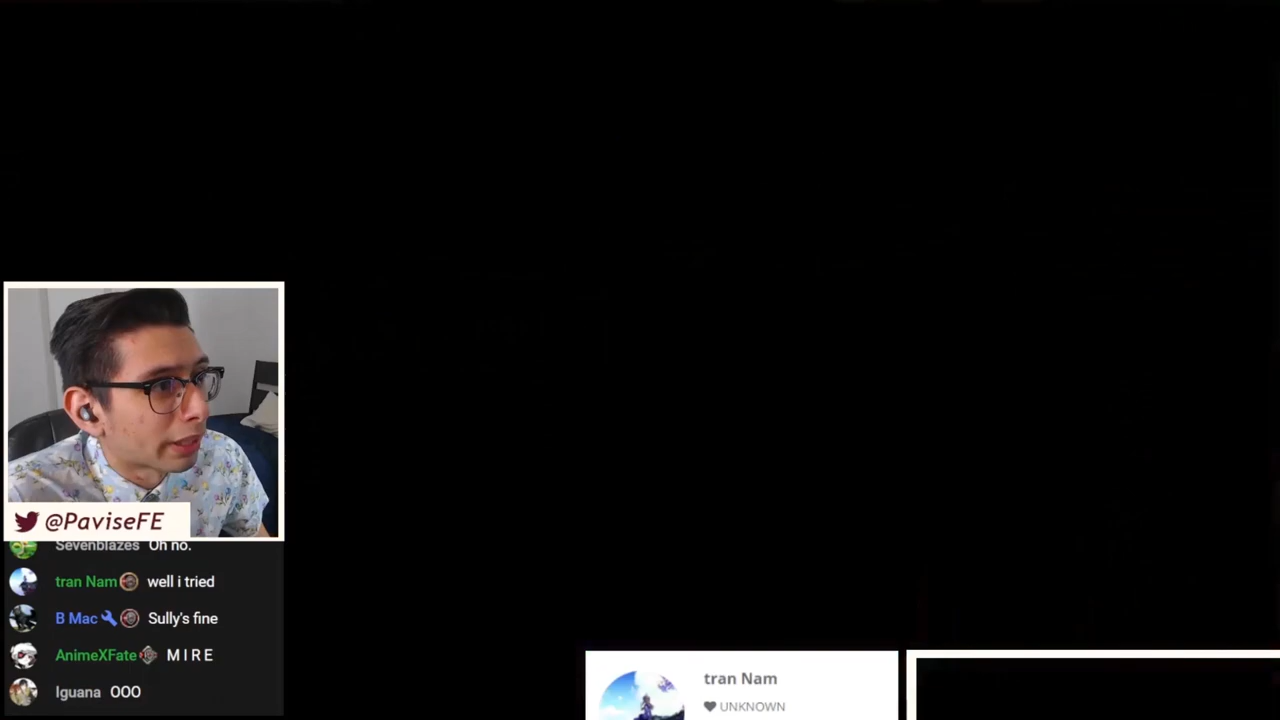 @PaviseFE
Sevenblazes Oh no.
tran Nam well i tried
B Mac Sully's fine
AnimeXFate M I R E
Iguana OOO
tran Nam
UNKNOWN